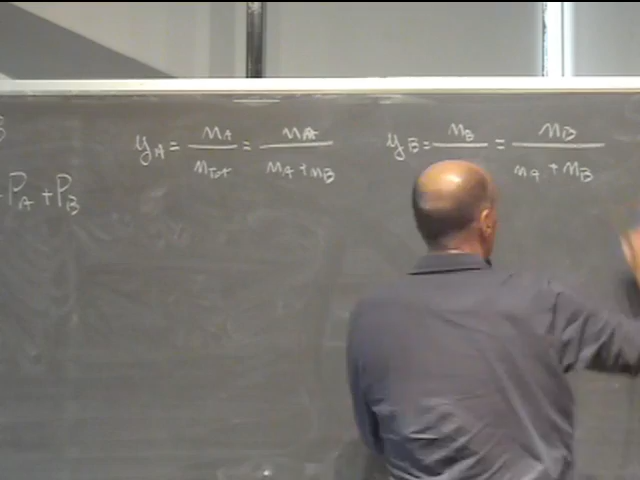 y_A = n_A / n_Tot = n_A / n_A + n_B
y_B = n_B / = n_B / n_A + n_B
P_A + P_B